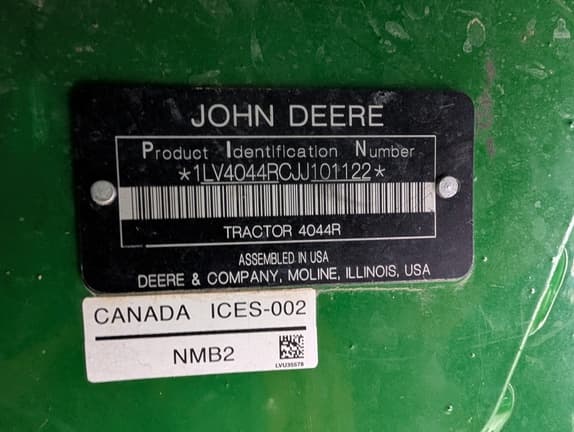 JOHN DEERE
Product Identification Number
*1LV4044RCJJ101122*
TRACTOR 4044R
ASSEMBLED IN USA
DEERE & COMPANY, MOLINE, ILLINOIS, USA
CANADA ICES-002
NMB2
LVU35578